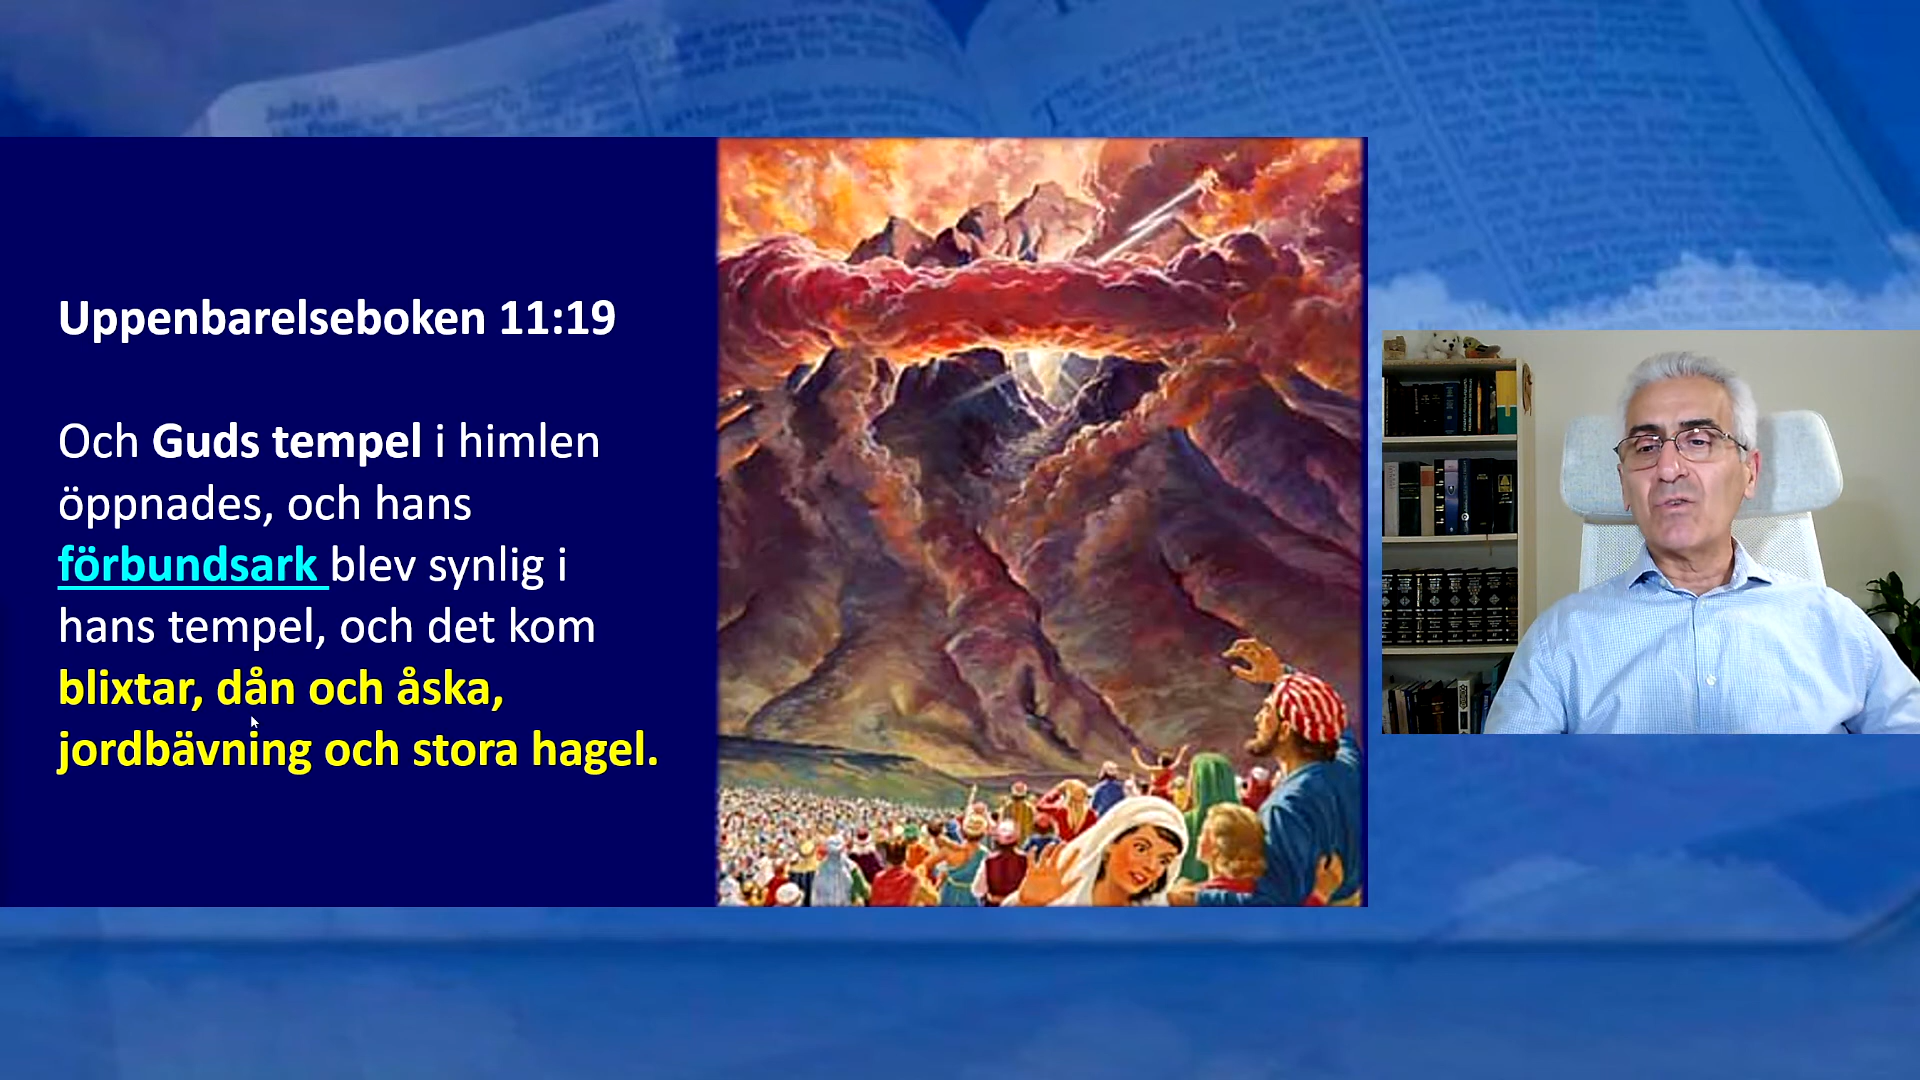 Uppenbarelseboken 11:19
Och Guds tempel i himlen
öppnades, och hans
förbundsark blev synlig i
hans tempel, och det kom
blixtar, dån och åska,
jordbävning och stora hagel.